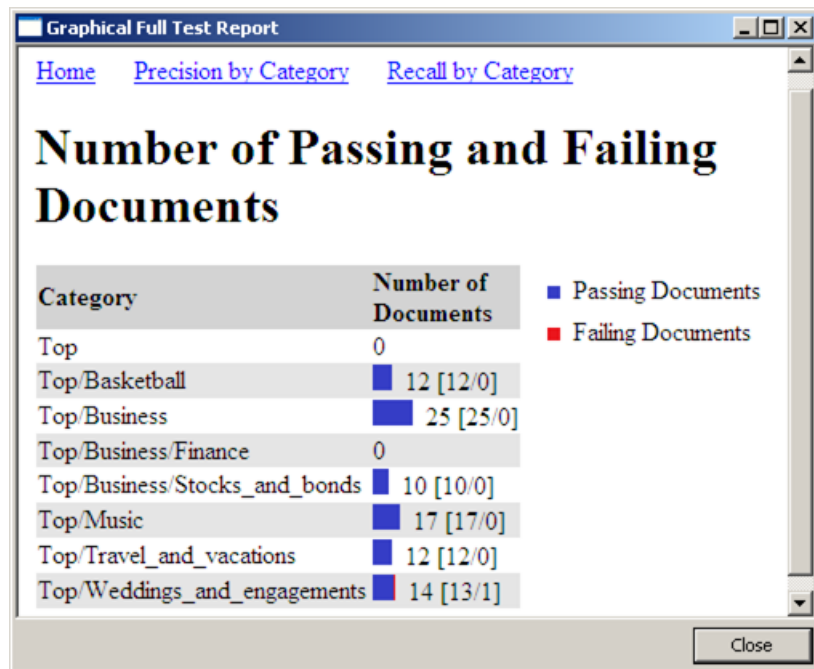 Graphical Full Test Report
Home Precision by Category Recall by Category
Number of Passing and Failing
Documents
Category Number of Documents
Passing Documents
Failing Documents
Top 0
Top/Basketball 12 [12/0]
Top/Business 25 [25/0]
Top/Business/Finance 0
Top/Business/Stocks_and_bonds 10 [10/0]
Top/Music 17 [17/0]
Top/Travel_and_vacations 12 [12/0]
Top/Weddings_and_engagements 14 [13/1]
Close